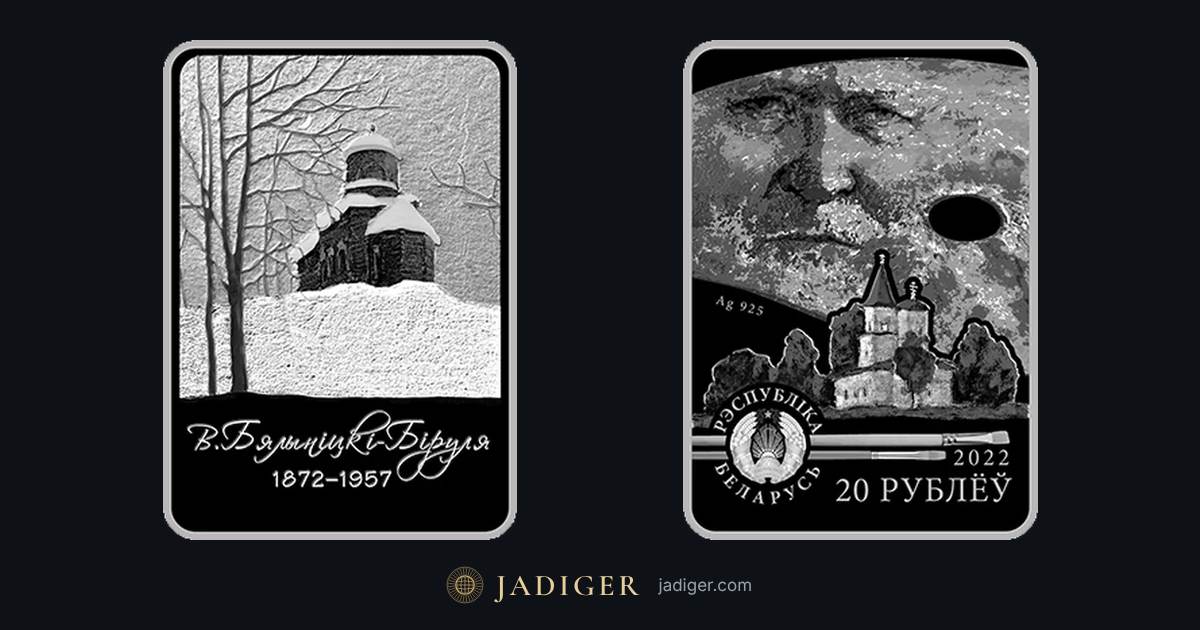 В.Бялыніцкі-Біруля
1872–1957
Ag 925
РЭСПУБЛІКА
БЕЛАРУСЬ
2022
20 РУБЛЁЎ
JADIGER jadiger.com